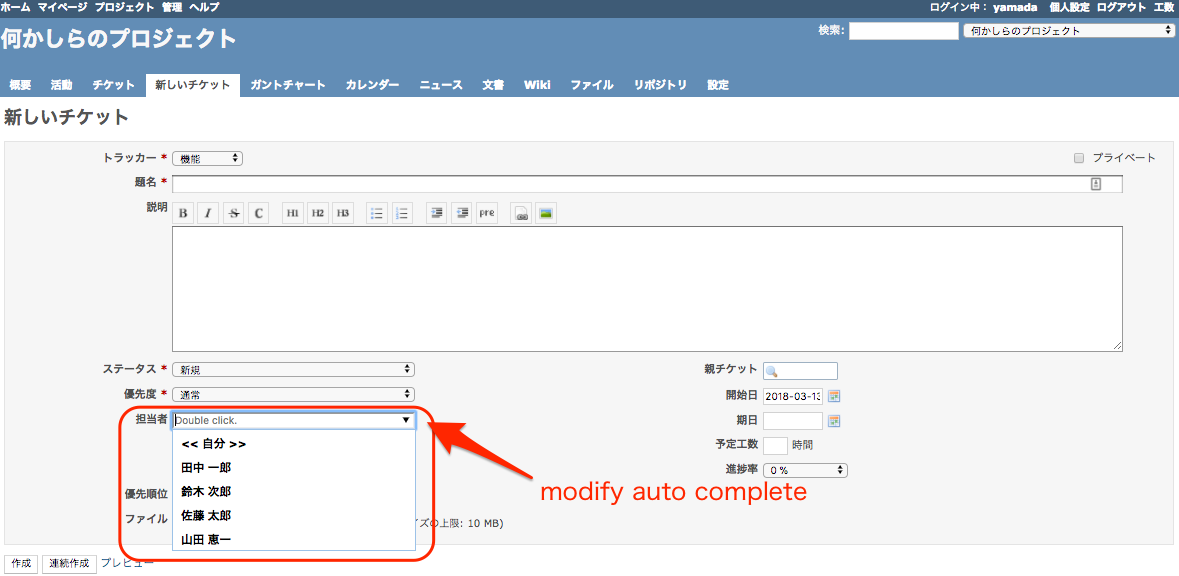 ホーム マイページ プロジェクト 管理 ヘルプ ログイン中： yamada 個人設定 ログアウト 工数
何かしらのプロジェクト 検索: 何かしらのプロジェクト
概要 活動 チケット 新しいチケット ガントチャート カレンダー ニュース 文書 Wiki ファイル リポジトリ 設定
新しいチケット
トラッカー * 機能 プライベート
題名 *
説明 B I S C H1 H2 H3 pre
ステータス * 新規 親チケット
優先度 * 通常 開始日 2018-03-13
担当者 Double click. 期日
<< 自分 >> 予定工数 時間
田中 一郎 進捗率 0 %
鈴木 次郎 modify auto complete
優先順位
佐藤 太郎
ファイル イズの上限: 10 MB)
山田 恵一
作成 連続作成 プレビュー